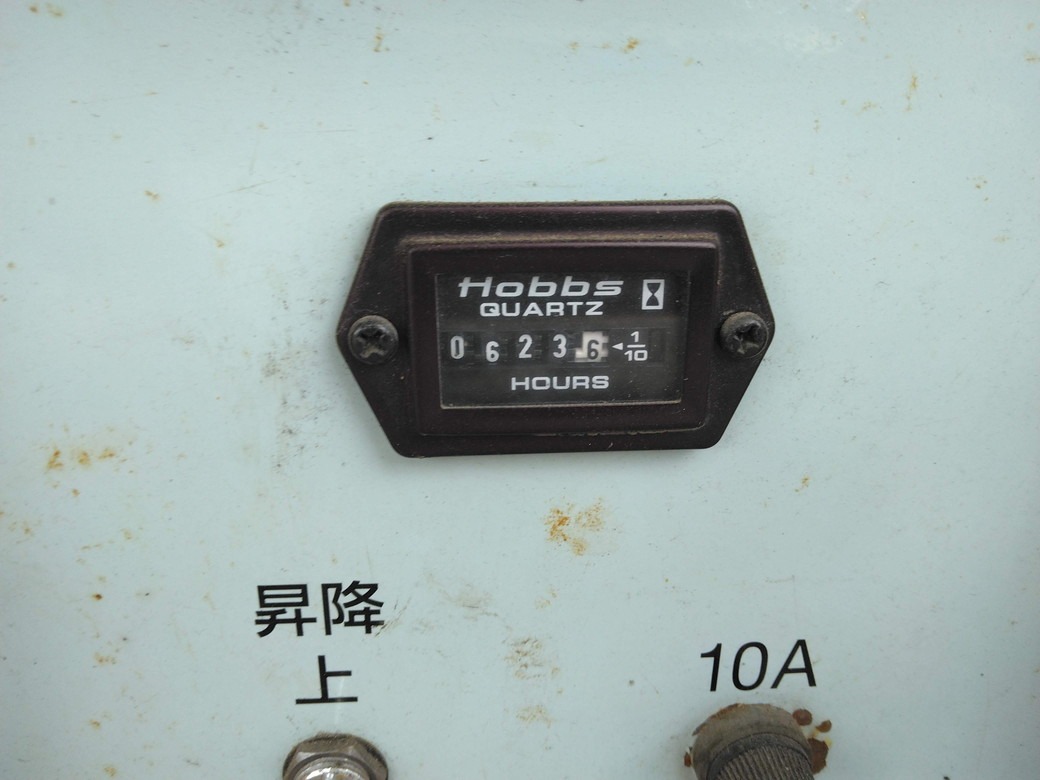 Hobbs
QUARTZ
0 6 2 3 6 ◄ 1/10
HOURS
昇降
上
10A